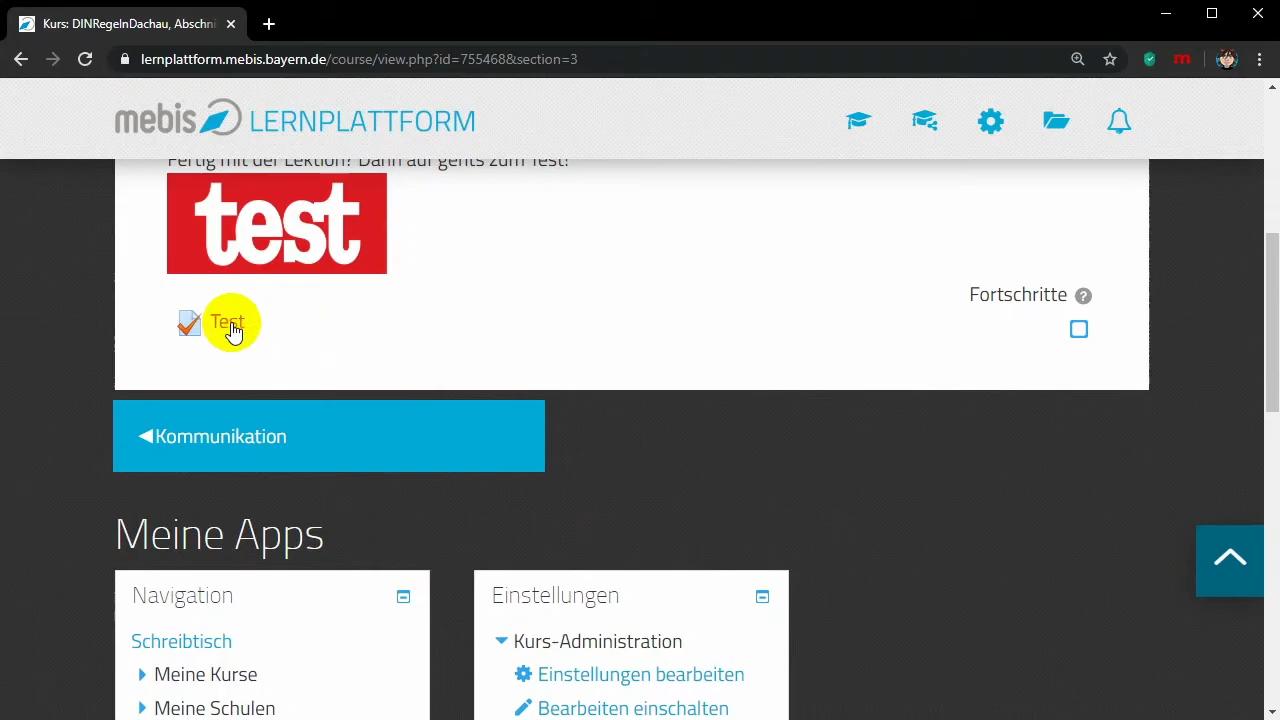 Kurs: DINRegelnDachau, Abschni
lernplattform.mebis.bayern.de/course/view.php?id=755468&section=3
m
mebis LERNPLATTFORM
Fertig mit der Lektion? Dann auf gehts zum Test!
test
Fortschritte ?
Test
◀Kommunikation
Meine Apps
Navigation
Schreibtisch
Meine Kurse
Meine Schulen
Einstellungen
Kurs-Administration
Einstellungen bearbeiten
Bearbeiten einschalten